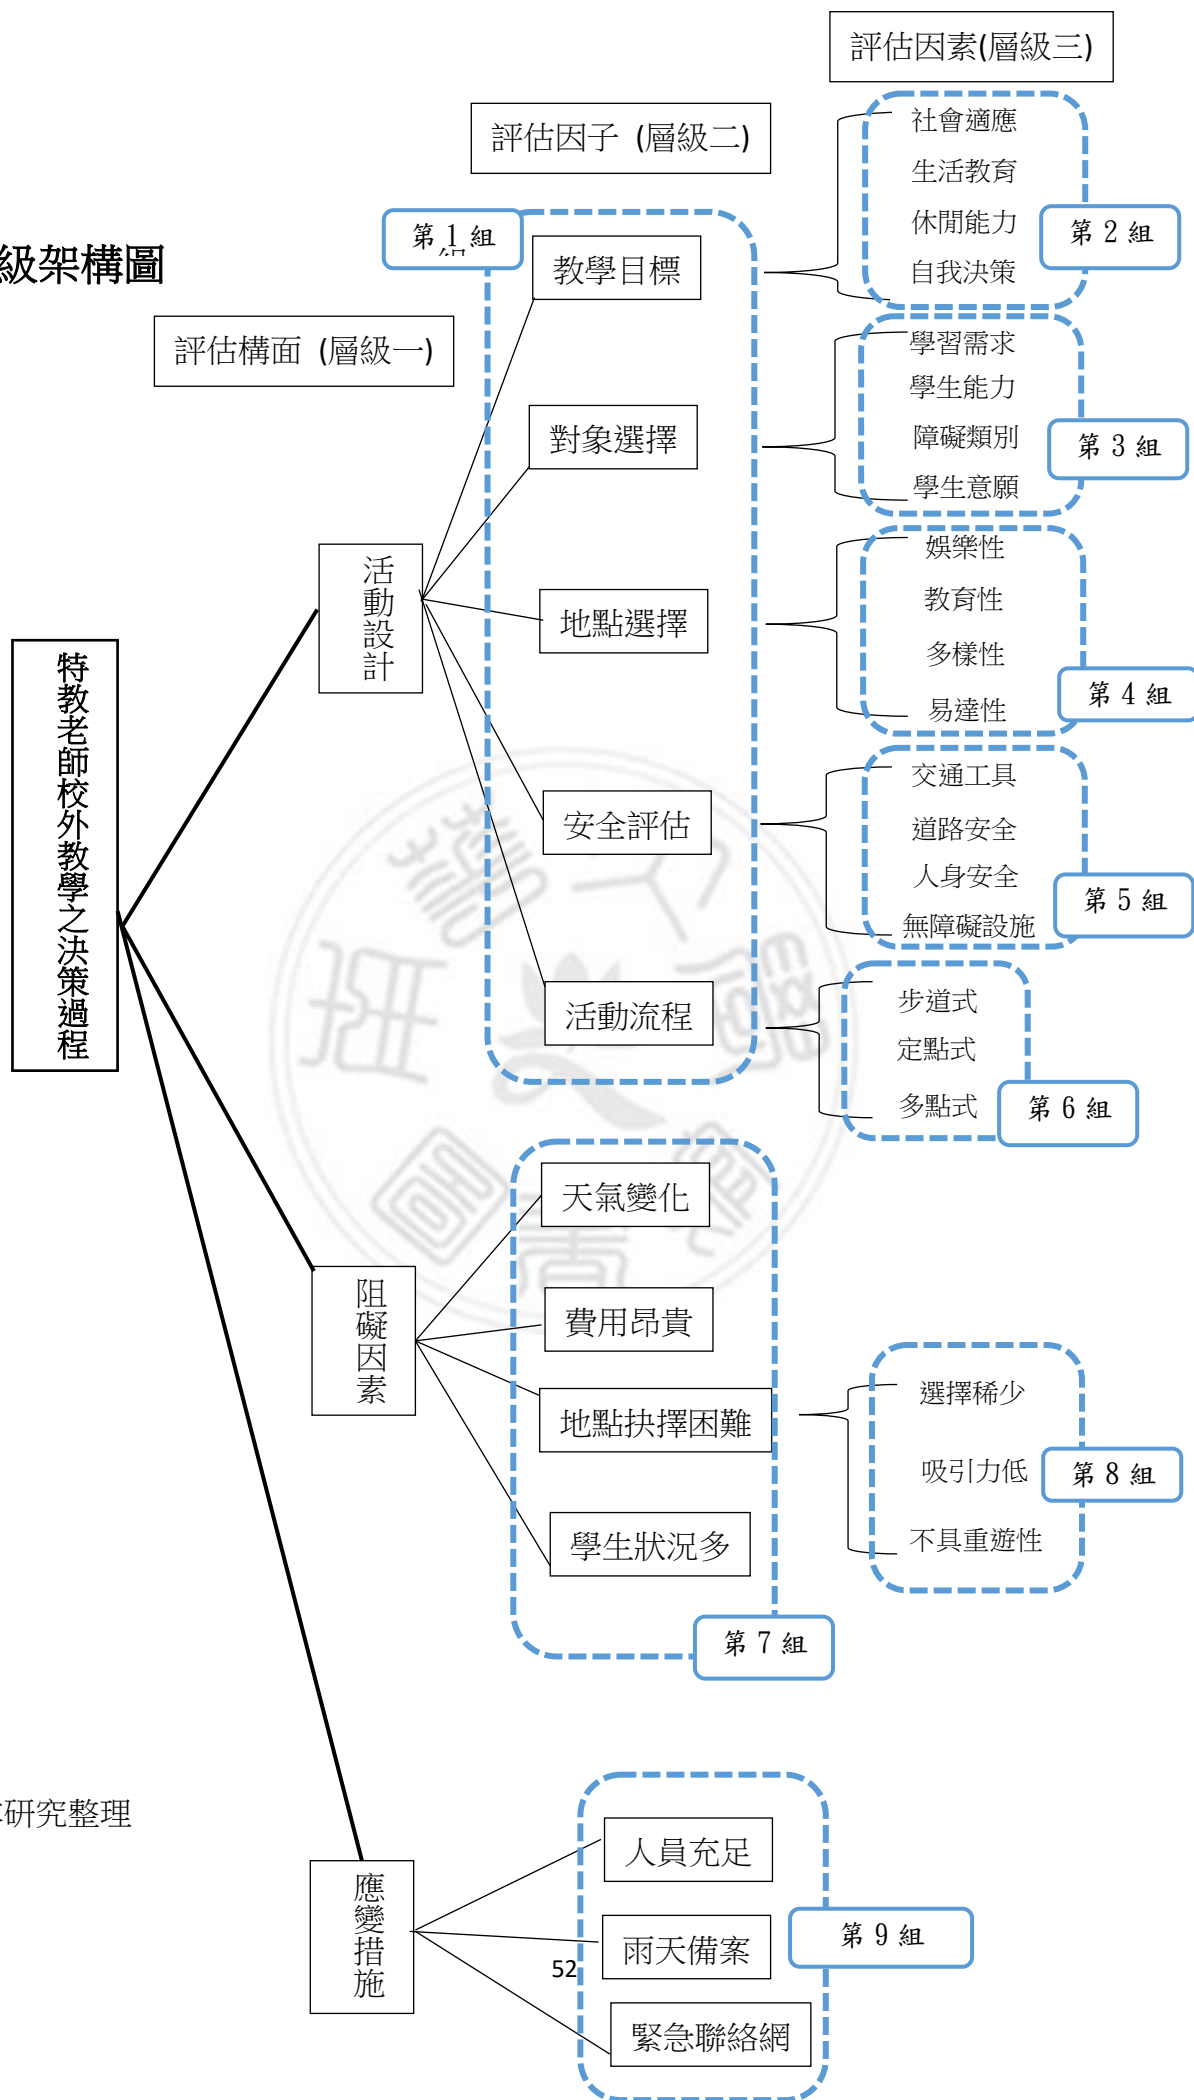 評估因素(層級三)
評估因子 (層級二)
級架構圖
評估構面 (層級一)
特教老師校外教學之決策過程
活動設計
第 1 組
教學目標
對象選擇
地點選擇
安全評估
活動流程
社會適應
生活教育
休閒能力
自我決策
第 2 組
學習需求
學生能力
障礙類別
學生意願
第 3 組
娛樂性
教育性
多樣性
易達性
第 4 組
交通工具
道路安全
人身安全
無障礙設施
第 5 組
步道式
定點式
多點式
第 6 組
阻礙因素
天氣變化
費用昂貴
地點抉擇困難
學生狀況多
第 7 組
選擇稀少
吸引力低
不具重遊性
第 8 組
研究整理
應變措施
人員充足
雨天備案
緊急聯絡網
第 9 組
52